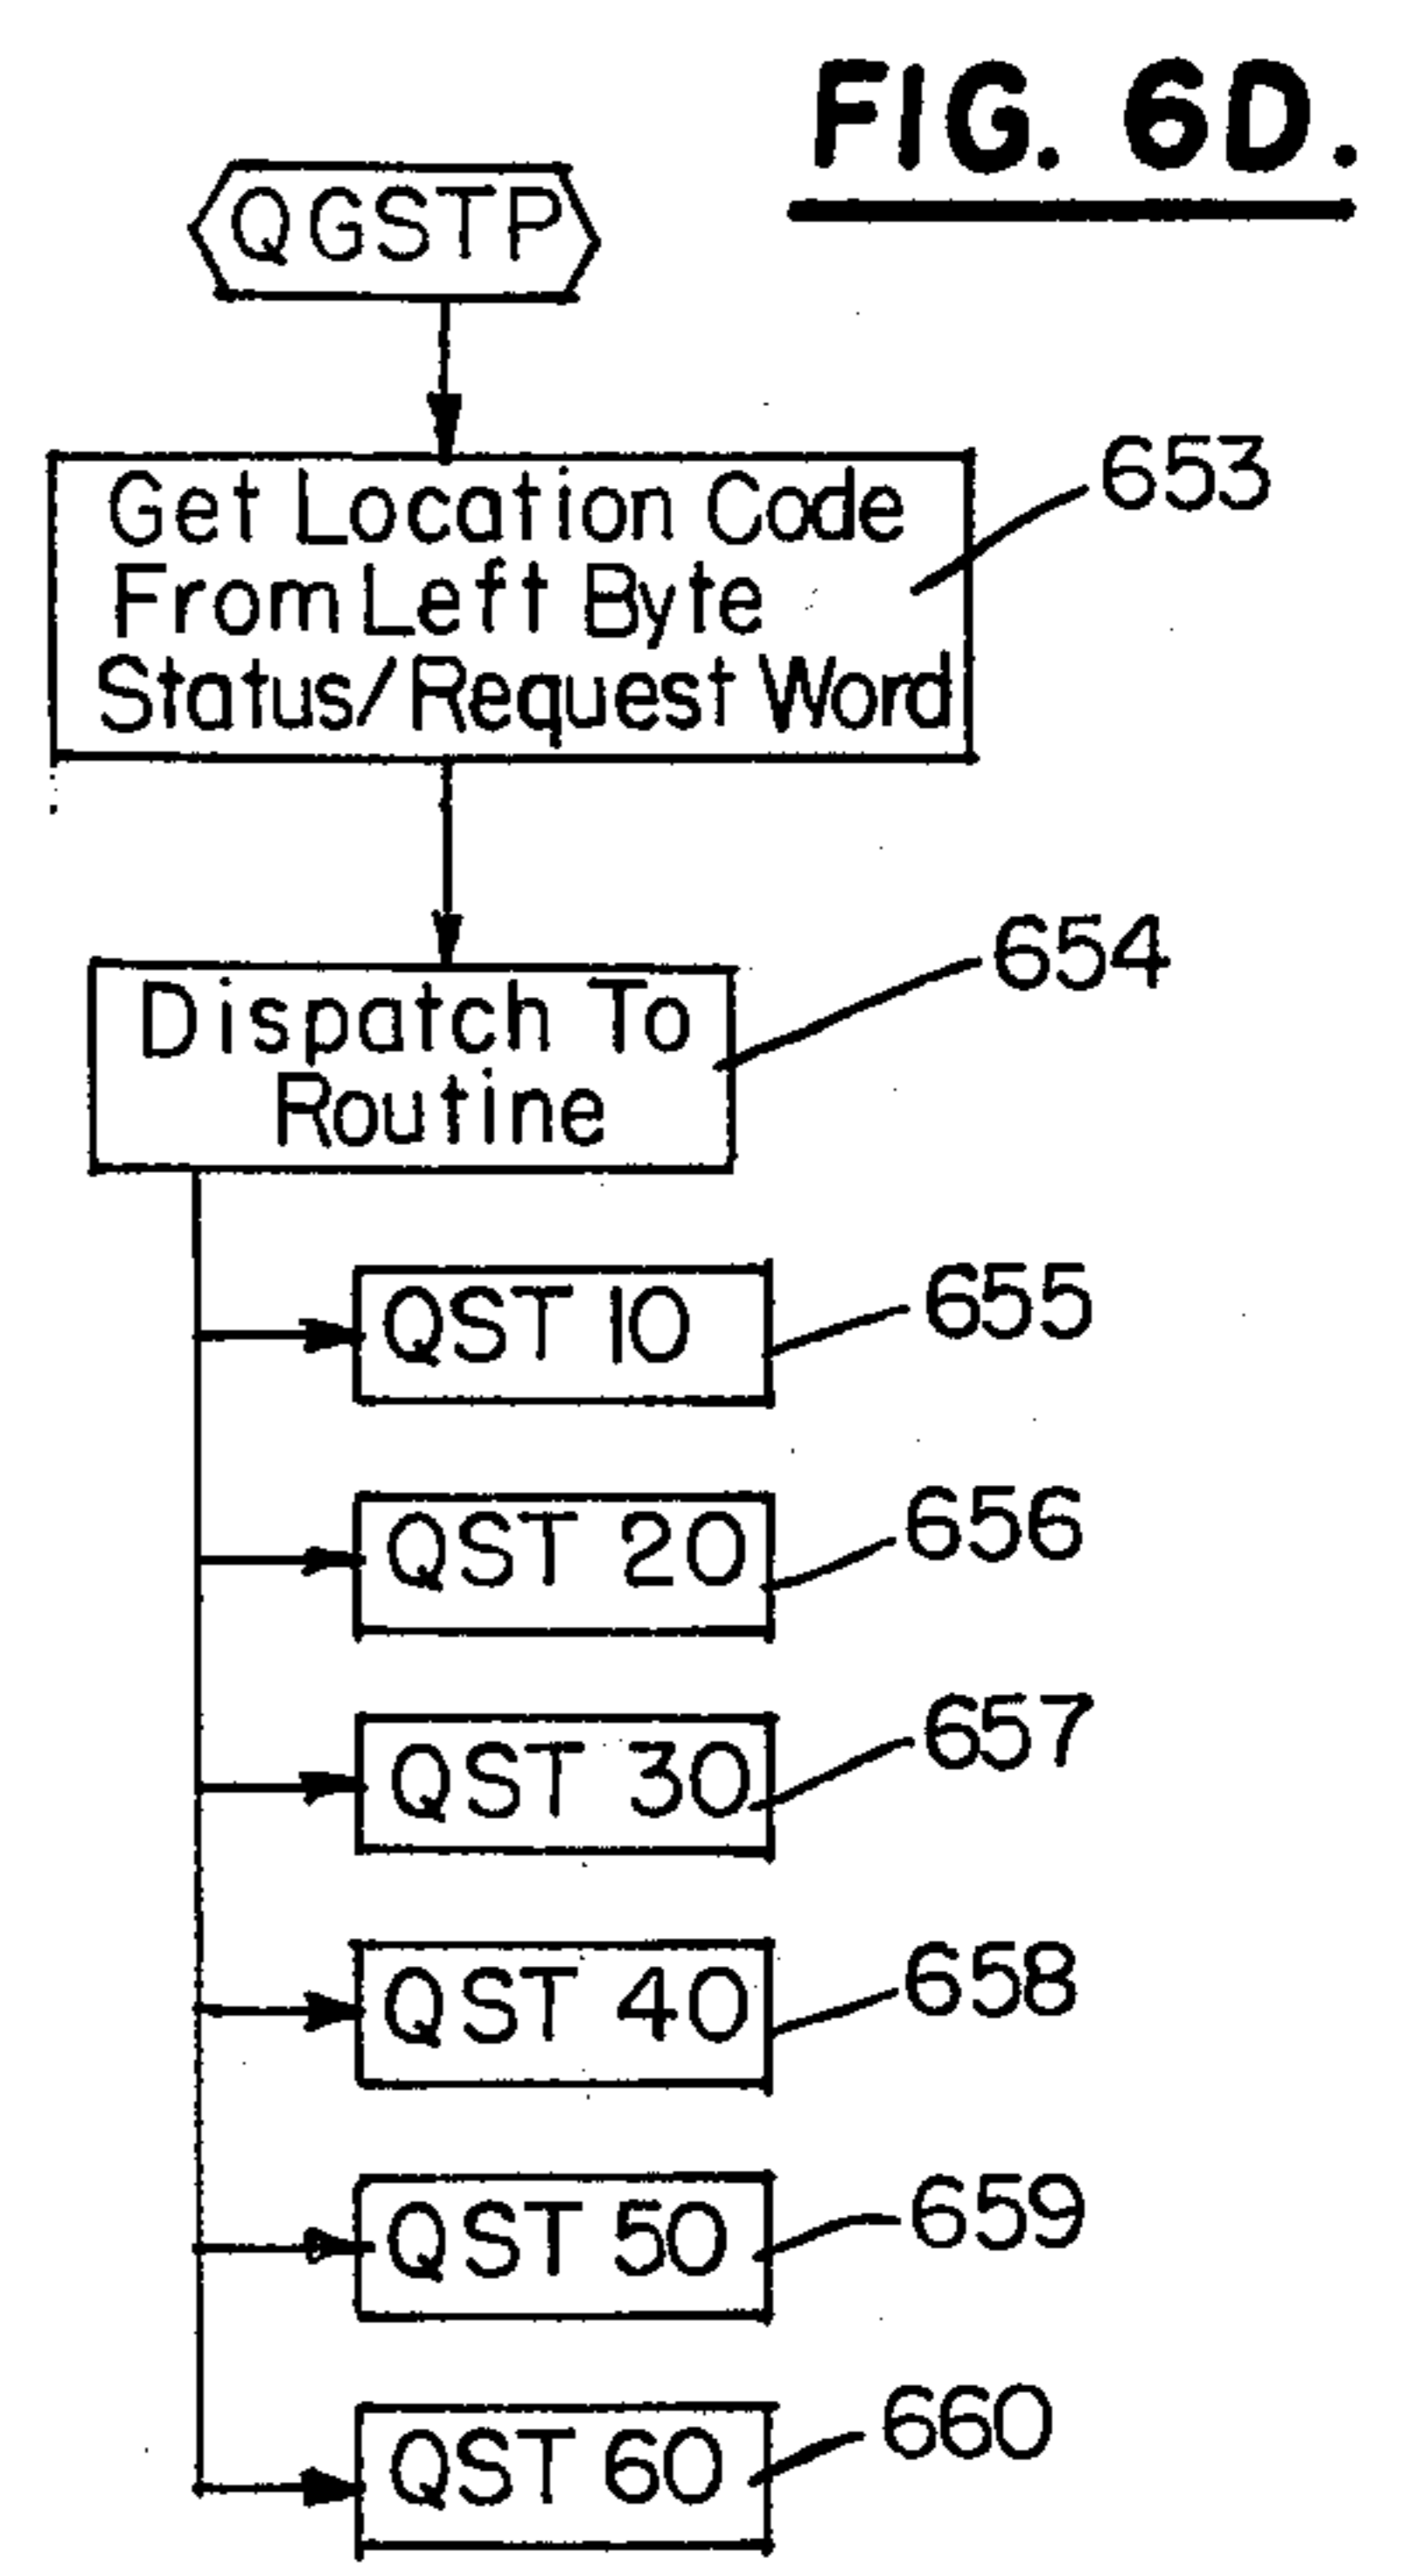 FIG. 6D.
QGSTP
Get Location Code
From Left Byte
Status/Request Word
653
Dispatch To
Routine
654
QST 10
655
QST 20
656
QST 30
657
QST 40
658
QST 50
659
QST 60
660